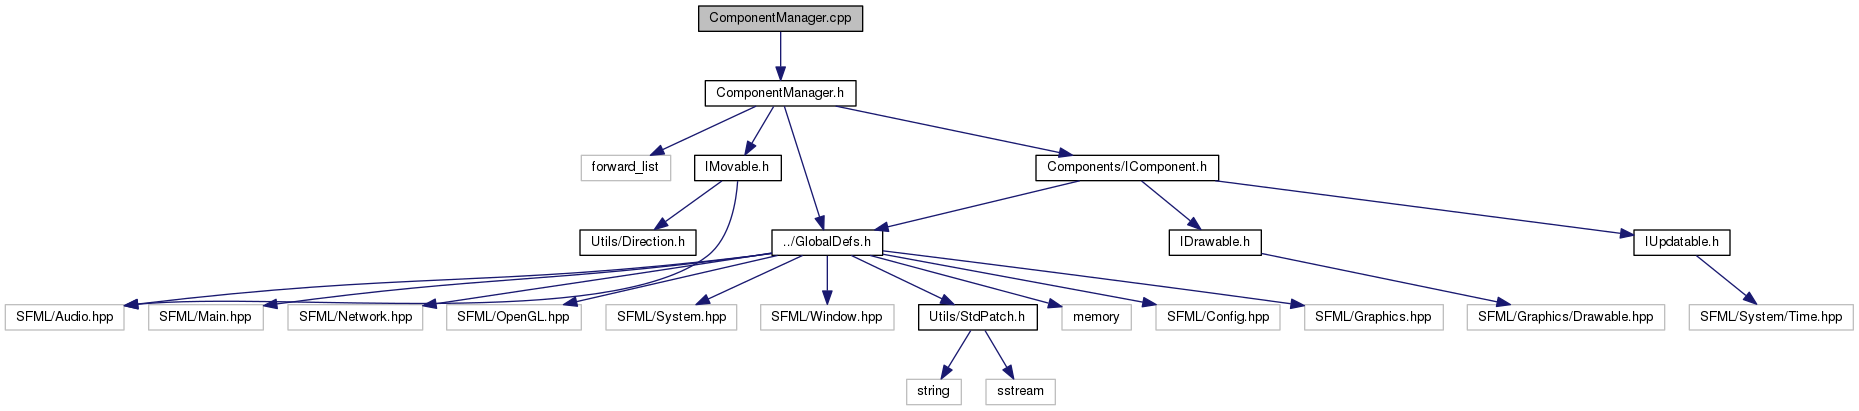 ComponentManager.cpp
ComponentManager.h
forward_list
IMovable.h
Components/IComponent.h
Utils/Direction.h
../GlobalDefs.h
IDrawable.h
IUpdatable.h
SFML/Audio.hpp
SFML/Main.hpp
SFML/Network.hpp
SFML/OpenGL.hpp
SFML/System.hpp
SFML/Window.hpp
Utils/StdPatch.h
memory
SFML/Config.hpp
SFML/Graphics.hpp
SFML/Graphics/Drawable.hpp
SFML/System/Time.hpp
string
sstream